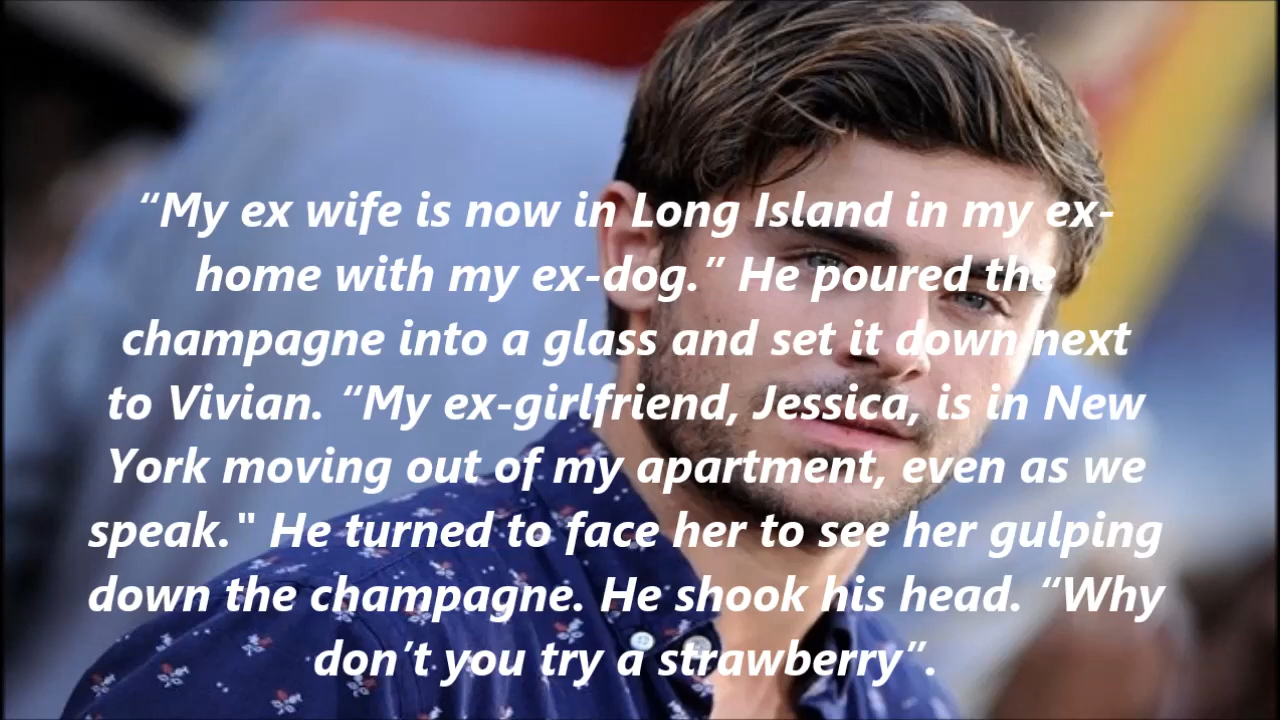 “My ex wife is now in Long Island in my ex-
home with my ex-dog.” He poured the
champagne into a glass and set it down next
to Vivian. “My ex-girlfriend, Jessica, is in New
York moving out of my apartment, even as we
speak." He turned to face her to see her gulping
down the champagne. He shook his head. “Why
don’t you try a strawberry”.